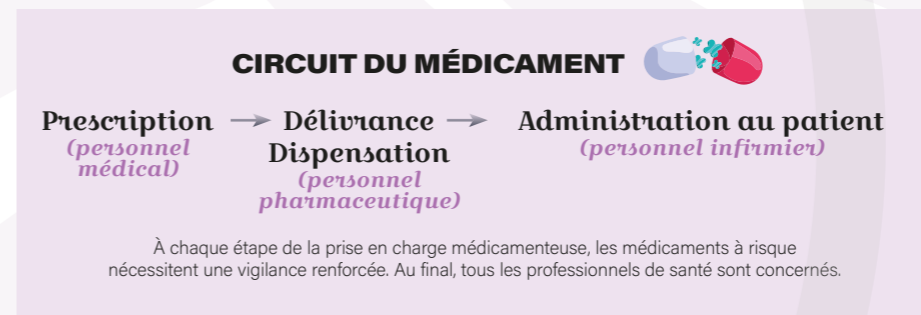 CIRCUIT DU MÉDICAMENT
Prescription
(personnel
médical)
Délivrance
Dispensation
(personnel
pharmaceutique)
Administration au patient
(personnel infirmier)
À chaque étape de la prise en charge médicamenteuse, les médicaments à risque
nécessitent une vigilance renforcée. Au final, tous les professionnels de santé sont concernés.